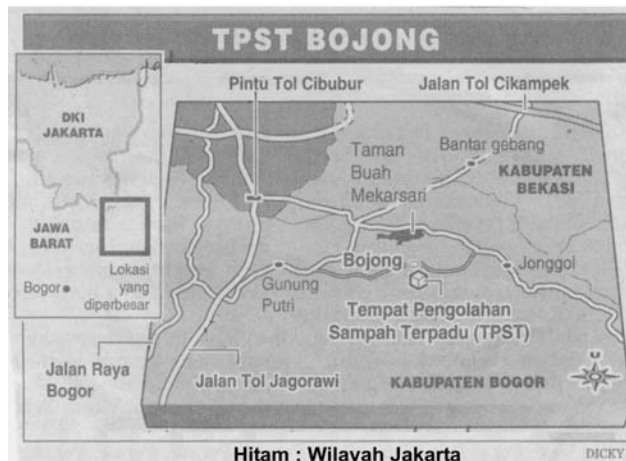 TPST BOJONG
DKI
JAKARTA
JAWA
BARAT
Bogor
Lokasi
yang
diperbesar
Pintu Tol Cibubur
Jalan Tol Cikampek
Taman
Buah
Mekarsari
Bantar gebang
KABUPATEN
BEKASI
Bojong
Jonggol
Gunung
Putri
Tempat Pengolahan
Sampah Terpadu (TPST)
Jalan Raya
Bogor
Jalan Tol Jagorawi
KABUPATEN BOGOR
U
Hitam : Wilayah Jakarta
DICKY